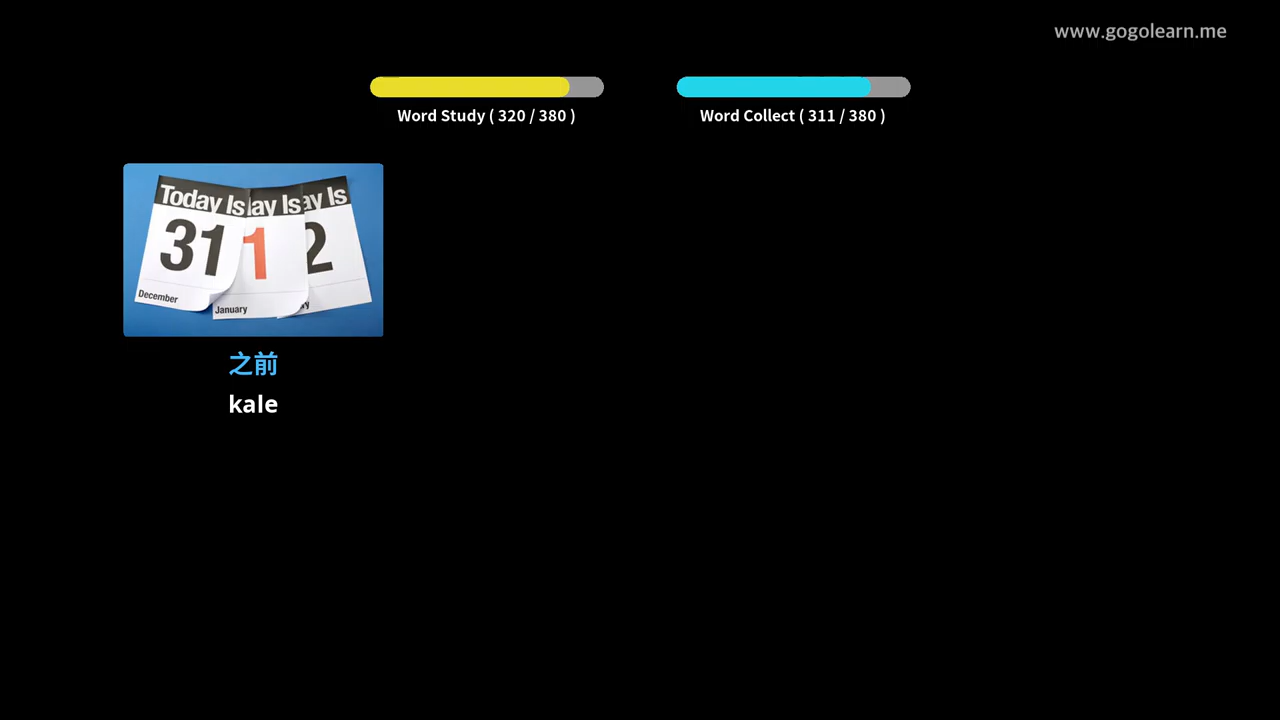 www.gogolearn.me
Word Study ( 320 / 380 )
Word Collect ( 311 / 380 )
Today Is
ay Is
ay Is
31
1
2
December
January
ry
之前
kale